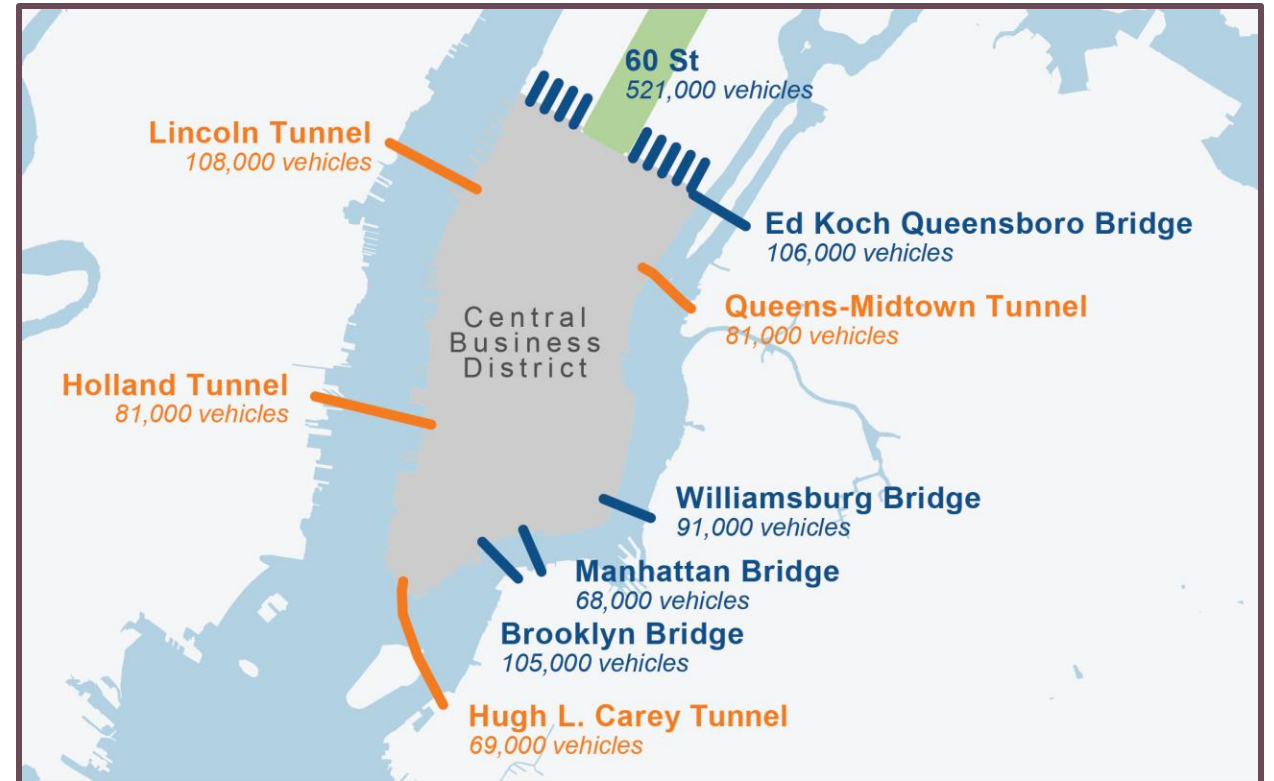 60 St
521,000 vehicles
Lincoln Tunnel
108,000 vehicles
Ed Koch Queensboro Bridge
106,000 vehicles
Queens-Midtown Tunnel
81,000 vehicles
Central
Business
District
Holland Tunnel
81,000 vehicles
Williamsburg Bridge
91,000 vehicles
Manhattan Bridge
68,000 vehicles
Brooklyn Bridge
105,000 vehicles
Hugh L. Carey Tunnel
69,000 vehicles